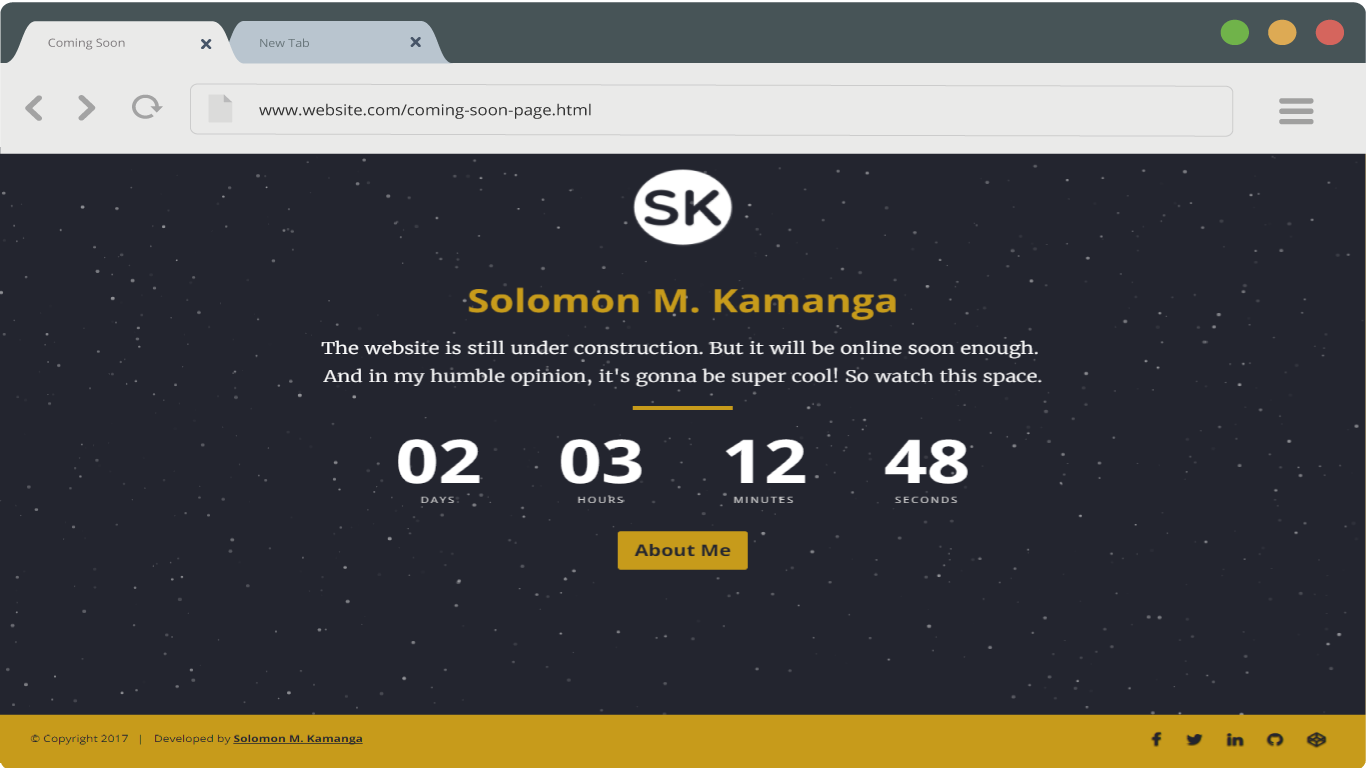 Coming Soon
New Tab
www.website.com/coming-soon-page.html
SK
Solomon M. Kamanga
The website is still under construction. But it will be online soon enough.
And in my humble opinion, it's gonna be super cool! So watch this space.
02 03 12 48
DAYS HOURS MINUTES SECONDS
About Me
© Copyright 2017 | Developed by Solomon M. Kamanga